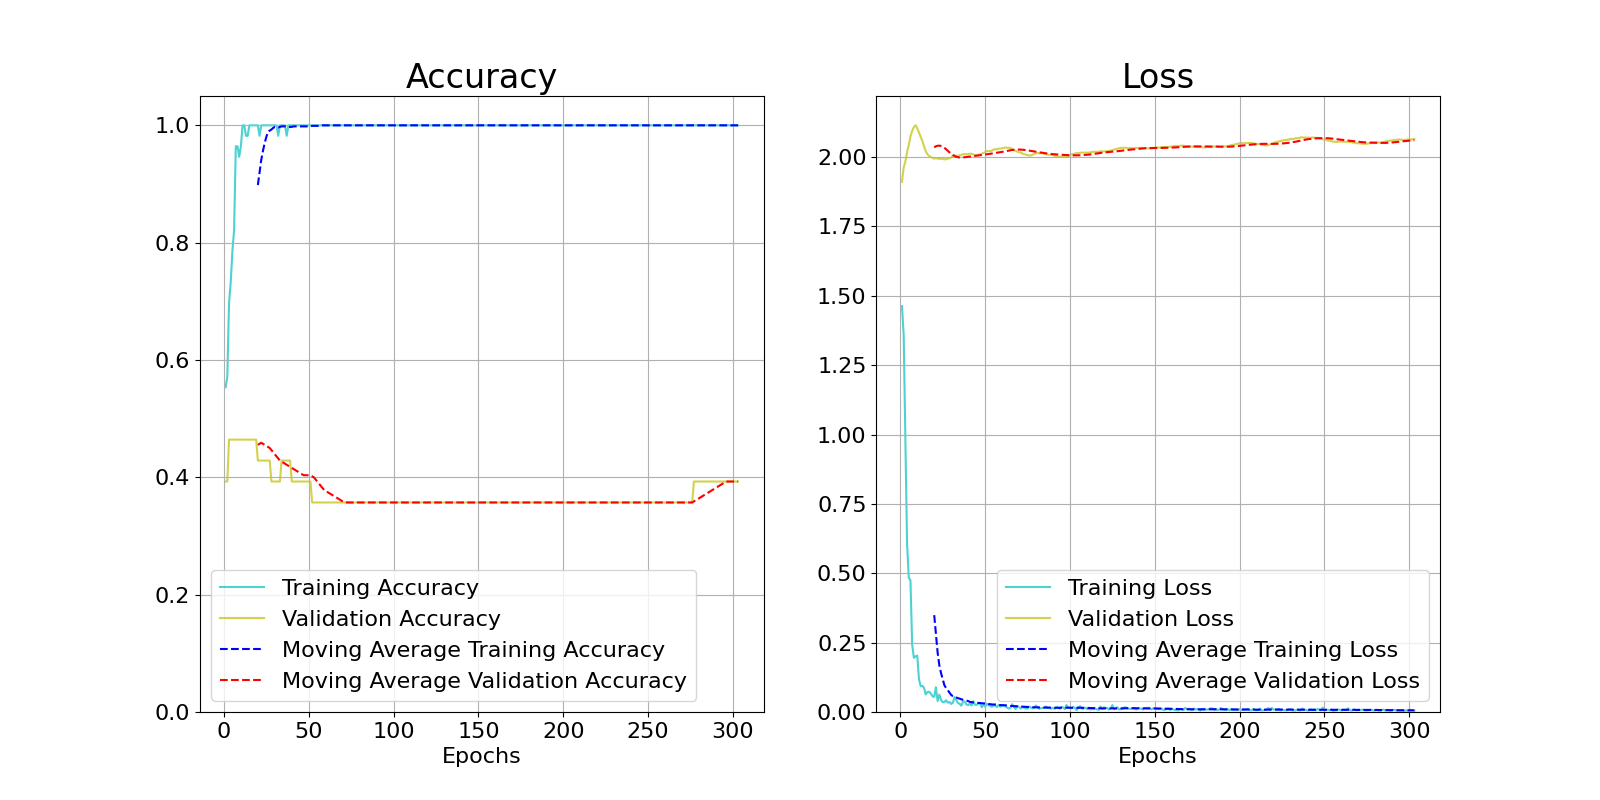 Accuracy
1.0
0.8
0.6
0.4
0.2
0.0
0 50 100 150 200 250 300
Epochs
Training Accuracy
Validation Accuracy
Moving Average Training Accuracy
Moving Average Validation Accuracy
Loss
2.00
1.75
1.50
1.25
1.00
0.75
0.50
0.25
0.00
0 50 100 150 200 250 300
Epochs
Training Loss
Validation Loss
Moving Average Training Loss
Moving Average Validation Loss